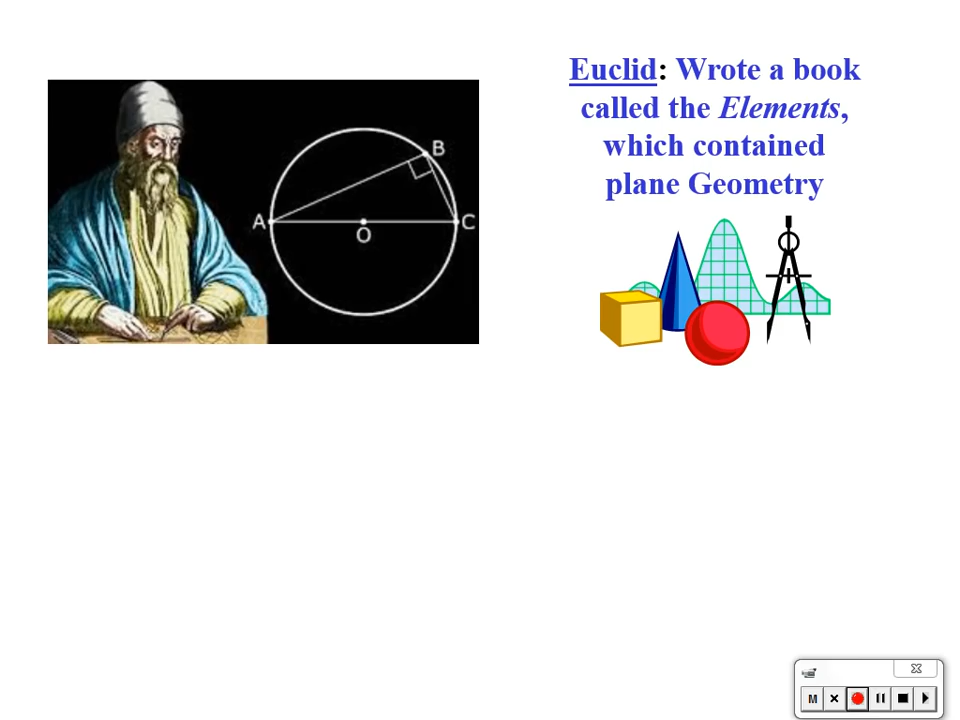 Euclid: Wrote a book
called the Elements,
which contained
plane Geometry
B
A
C
O
M